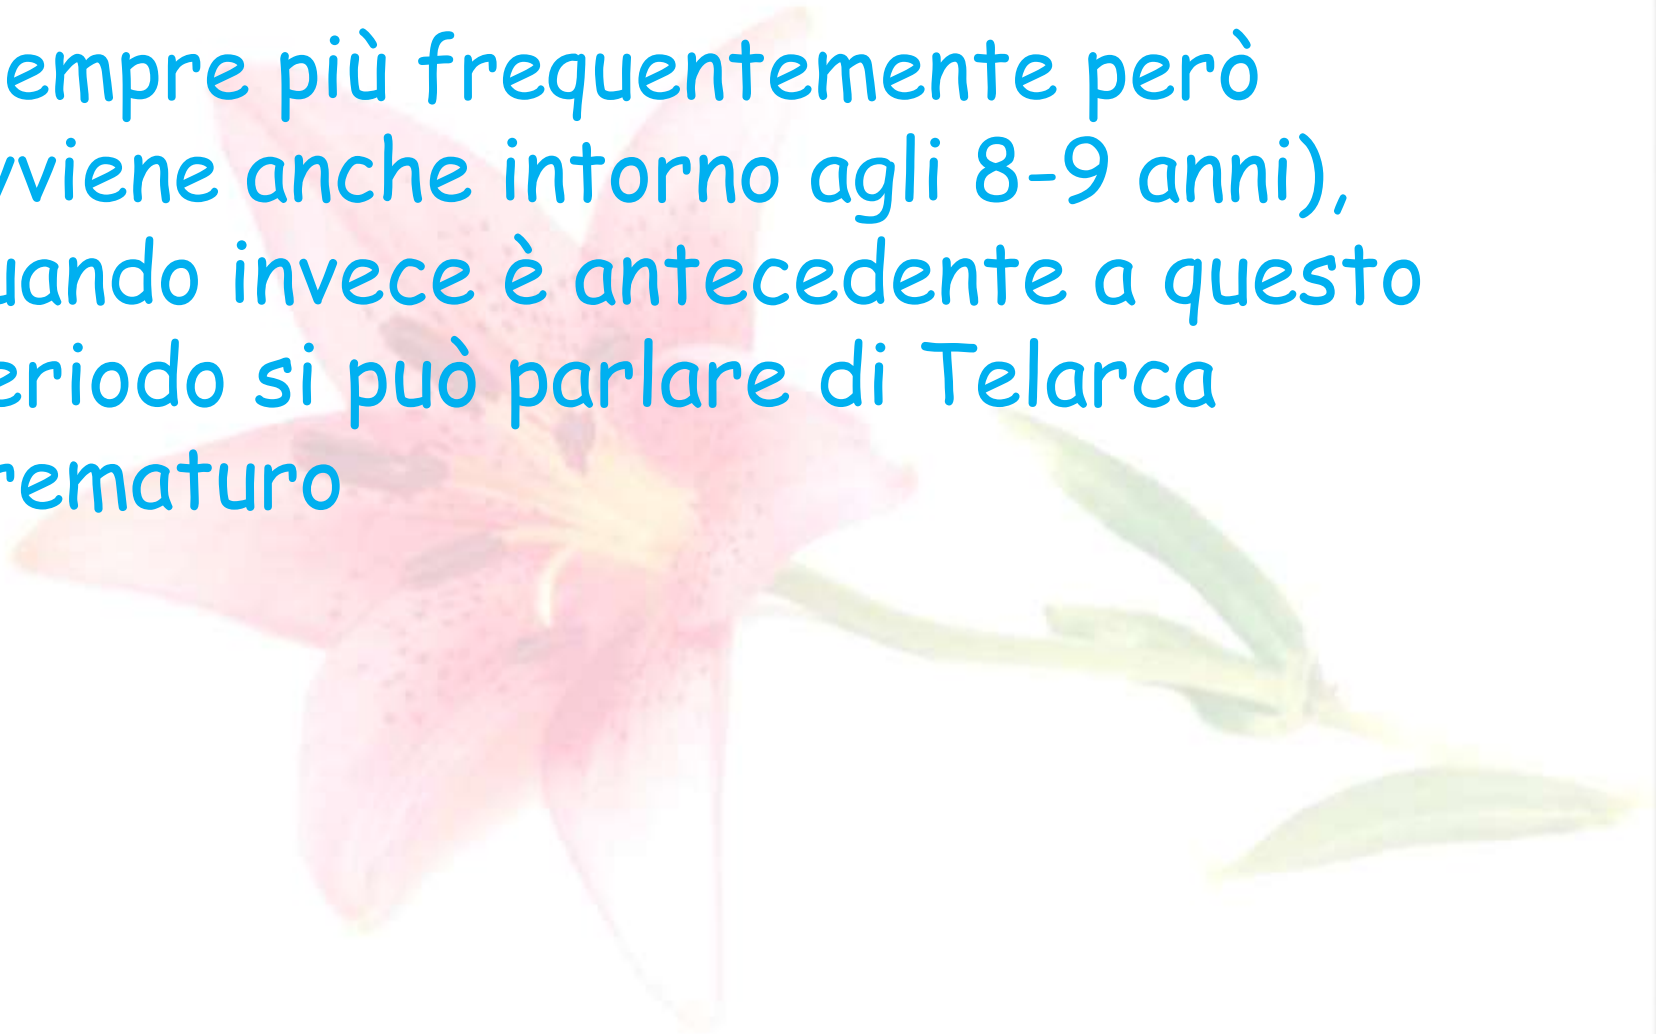 empre più frequentemente però
vviene anche intorno agli 8-9 anni),
uando invece è antecedente a questo
eriodo si può parlare di Telarca
rematuro